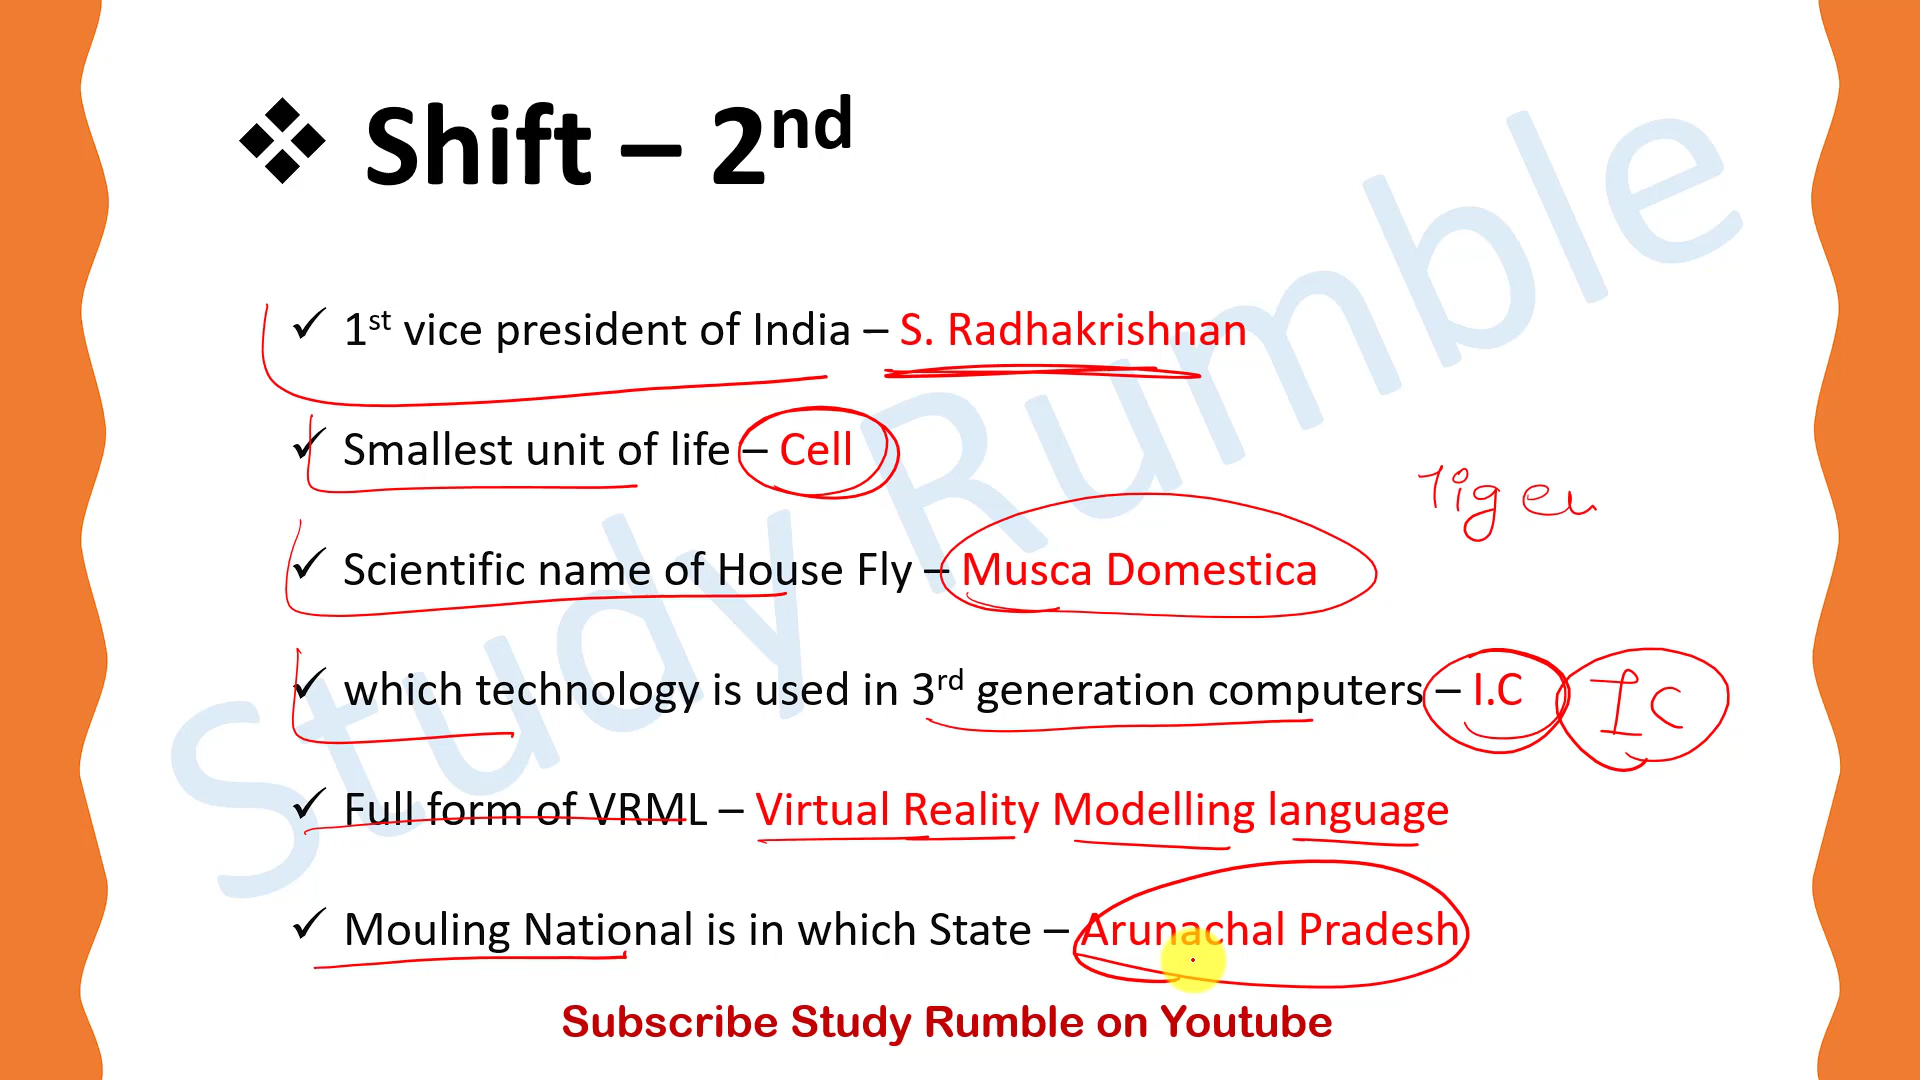 ❖ Shift – 2nd
✓ 1st vice president of India – S. Radhakrishnan
✓ Smallest unit of life – Cell
Tiger
✓ Scientific name of House Fly – Musca Domestica
✓ which technology is used in 3rd generation computers – I.C IC
✓ Full form of VRML – Virtual Reality Modelling language
✓ Mouling National is in which State – Arunachal Pradesh
Subscribe Study Rumble on Youtube
Study Rumble